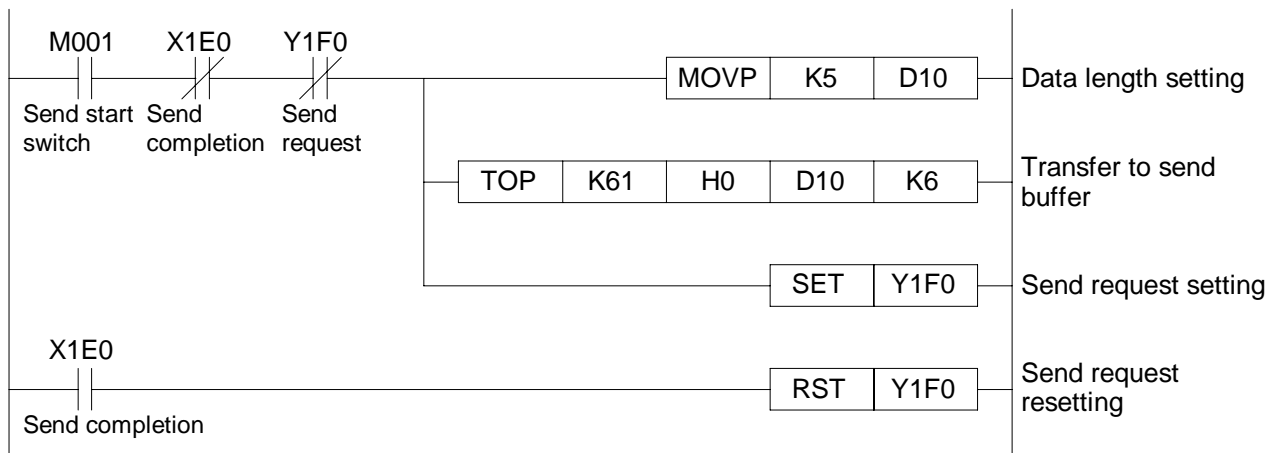 M001 X1E0 Y1F0
MOVP K5 D10 Data length setting
Send start Send Send
switch completion request
TOP K61 H0 D10 K6 Transfer to send
buffer
SET Y1F0 Send request setting
X1E0
RST Y1F0 Send request
resetting
Send completion